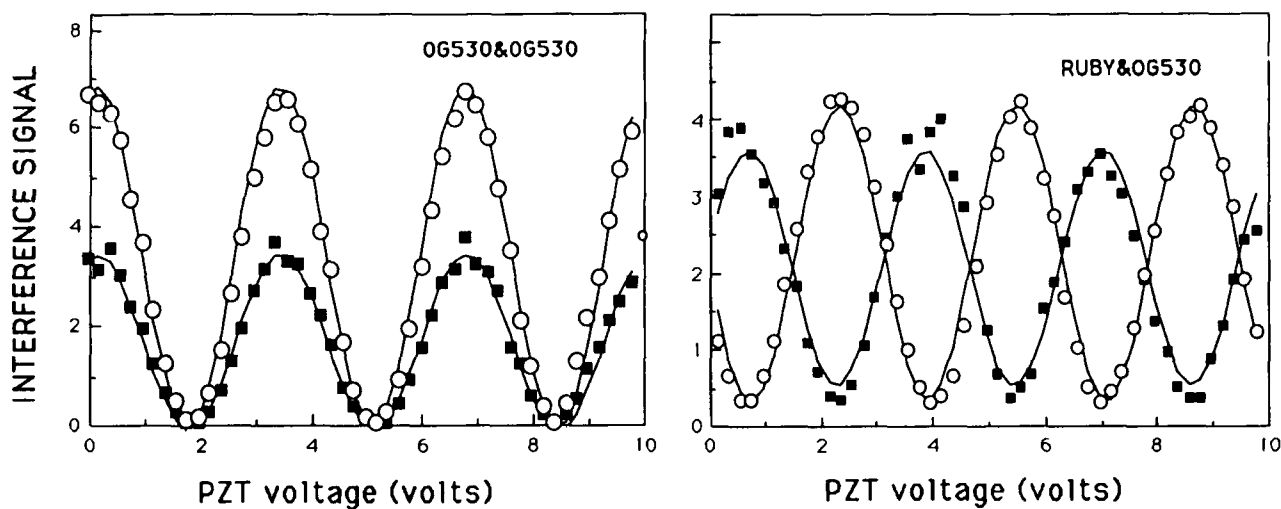 INTERFERENCE SIGNAL
8
6
4
2
0
OG530&OG530
0 2 4 6 8 10
PZT voltage (volts)
5
4
3
2
1
0
RUBY&OG530
0 2 4 6 8 10
PZT voltage (volts)